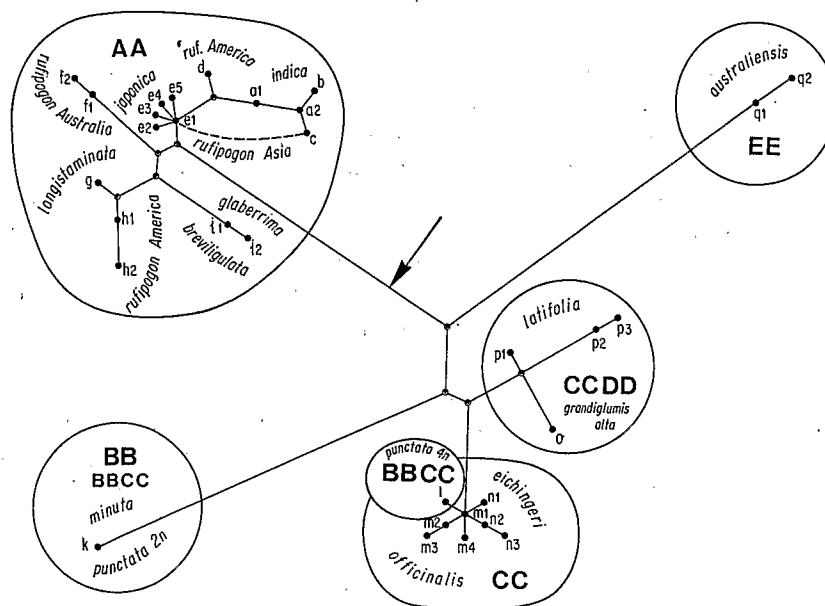 AA
rufipogon Australia
f2
f1
japonica
e5
e4
e3
e2
e1
ruf. America
d
indica
a1
b
a2
c
rufipogon Asia
longistaminata
g
h1
h2
rufipogon America
glaberrima
breviligulata
i1
i2
australiensis
q2
q1
EE
latifolia
p1
p2
p3
CCDD
grandiglumis
alta
o
BB
BBCC
minuta
k
punctata 2n
punctata 4n
BBCC
l
eichingeri
n1
m1
m2
n2
m3
m4
n3
officinalis
CC